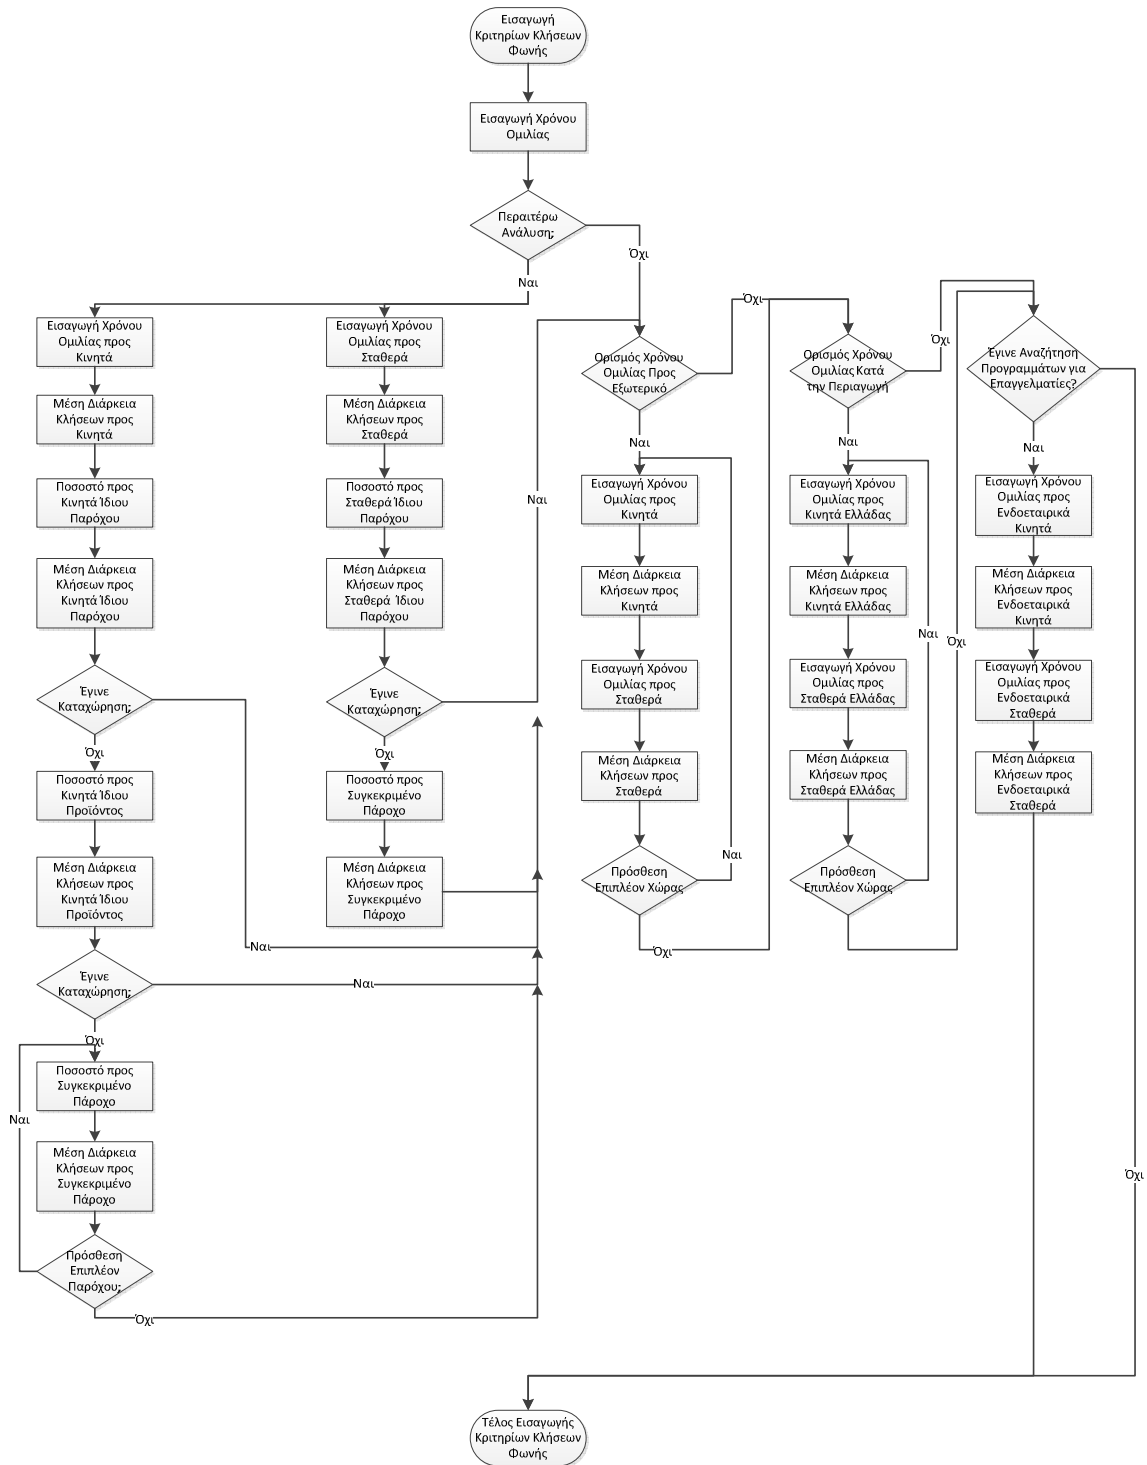 Εισαγωγή
Κριτηρίων Κλήσεων
Φωνής
Εισαγωγή Χρόνου
Ομιλίας
Περαιτέρω
Ανάλυση;
Όχι
Ναι
Εισαγωγή Χρόνου
Ομιλίας προς
Κινητά
Μέση Διάρκεια
Κλήσεων προς
Κινητά
Ποσοστό προς
Κινητά Ίδιου
Παρόχου
Μέση Διάρκεια
Κλήσεων προς
Κινητά Ίδιου
Παρόχου
Έγινε
Καταχώρηση;
Όχι
Ναι
Ποσοστό προς
Κινητά Ίδιου
Προϊόντος
Μέση Διάρκεια
Κλήσεων προς
Κινητά Ίδιου
Προϊόντος
Έγινε
Καταχώρηση;
Ναι
Όχι
Ποσοστό προς
Συγκεκριμένο
Πάροχο
Ναι
Μέση Διάρκεια
Κλήσεων προς
Συγκεκριμένο
Πάροχο
Πρόσθεση
Επιπλέον
Παρόχου;
Όχι
Εισαγωγή Χρόνου
Ομιλίας προς
Σταθερά
Μέση Διάρκεια
Κλήσεων προς
Σταθερά
Ποσοστό προς
Σταθερά Ίδιου
Παρόχου
Μέση Διάρκεια
Κλήσεων προς
Σταθερά Ίδιου
Παρόχου
Έγινε
Καταχώρηση;
Ναι
Όχι
Ποσοστό προς
Συγκεκριμένο
Πάροχο
Μέση Διάρκεια
Κλήσεων προς
Συγκεκριμένο
Πάροχο
Ορισμός Χρόνου
Ομιλίας Προς
Εξωτερικό
Όχι
Ναι
Εισαγωγή Χρόνου
Ομιλίας προς
Κινητά
Μέση Διάρκεια
Κλήσεων προς
Κινητά
Εισαγωγή Χρόνου
Ομιλίας προς
Σταθερά
Μέση Διάρκεια
Κλήσεων προς
Σταθερά
Ναι
Πρόσθεση
Επιπλέον Χώρας
Όχι
Ορισμός Χρόνου
Ομιλίας Κατά
την Περιαγωγή
Όχι
Ναι
Εισαγωγή Χρόνου
Ομιλίας προς
Κινητά Ελλάδας
Μέση Διάρκεια
Κλήσεων προς
Κινητά Ελλάδας
Ναι
Εισαγωγή Χρόνου
Ομιλίας προς
Σταθερά Ελλάδας
Μέση Διάρκεια
Κλήσεων προς
Σταθερά Ελλάδας
Πρόσθεση
Επιπλέον Χώρας
Όχι
Έγινε Αναζήτηση
Προγραμμάτων για
Επαγγελματίες?
Ναι
Εισαγωγή Χρόνου
Ομιλίας προς
Ενδοεταιρικά
Κινητά
Μέση Διάρκεια
Κλήσεων προς
Ενδοεταιρικά
Κινητά
Εισαγωγή Χρόνου
Ομιλίας προς
Ενδοεταιρικά
Σταθερά
Μέση Διάρκεια
Κλήσεων προς
Ενδοεταιρικά
Σταθερά
Όχι
Τέλος Εισαγωγής
Κριτηρίων Κλήσεων
Φωνής